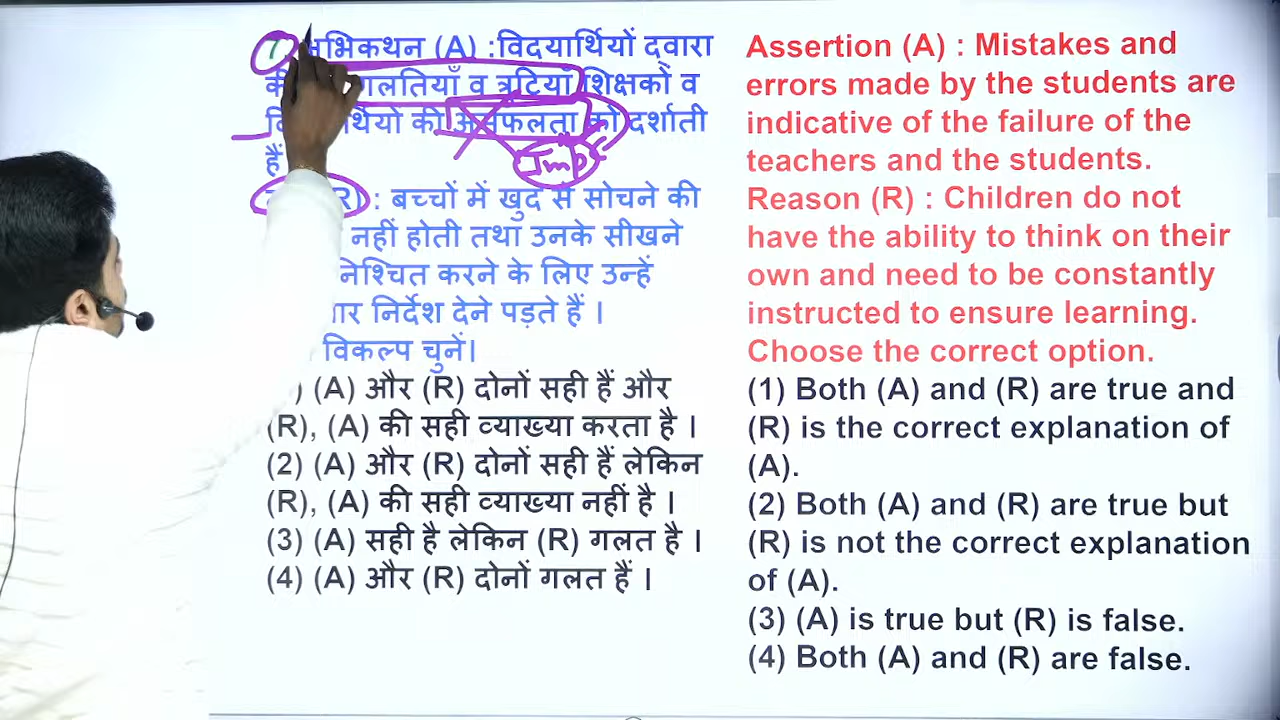 अभिकथन (A) :विदयार्थियों द्वारा
गलतियाँ व त्रुटियां शिक्षकों व
की असफलता को दर्शाती
हैं
Imp
R) : बच्चों में खुद से सोचने की
नहीं होती तथा उनके सीखने
निश्चित करने के लिए उन्हें
निर्देश देने पड़ते हैं ।
विकल्प चुनें।
(A) और (R) दोनों सही हैं और
(R), (A) की सही व्याख्या करता है ।
(2) (A) और (R) दोनों सही हैं लेकिन
(R), (A) की सही व्याख्या नहीं है ।
(3) (A) सही है लेकिन (R) गलत है ।
(4) (A) और (R) दोनों गलत हैं ।
Assertion (A) : Mistakes and
errors made by the students are
indicative of the failure of the
teachers and the students.
Reason (R) : Children do not
have the ability to think on their
own and need to be constantly
instructed to ensure learning.
Choose the correct option.
(1) Both (A) and (R) are true and
(R) is the correct explanation of
(A).
(2) Both (A) and (R) are true but
(R) is not the correct explanation
of (A).
(3) (A) is true but (R) is false.
(4) Both (A) and (R) are false.